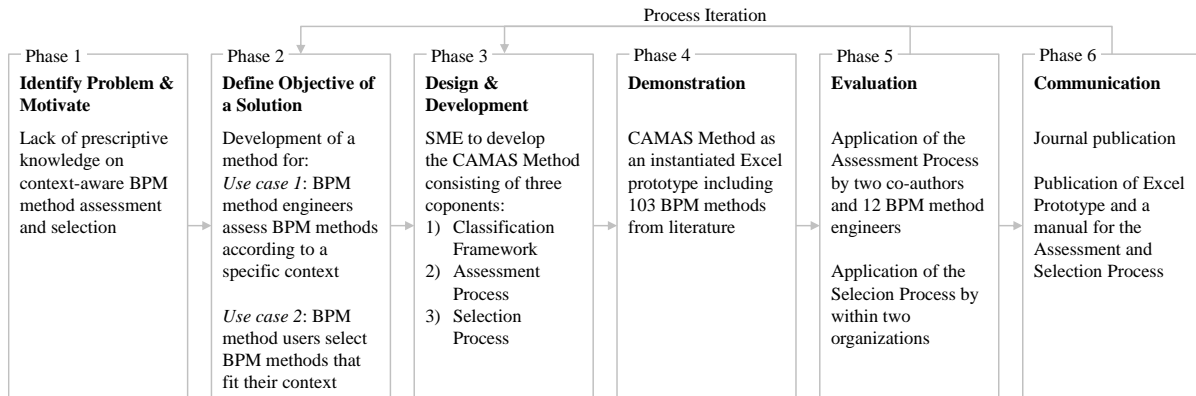 Process Iteration
Phase 1
Identify Problem &
Motivate
Lack of prescriptive
knowledge on
context-aware BPM
method assessment
and selection
Phase 2
Define Objective of
a Solution
Development of a
method for:
Use case 1: BPM
method engineers
assess BPM methods
according to a
specific context
Use case 2: BPM
method users select
BPM methods that
fit their context
Phase 3
Design &
Development
SME to develop
the CAMAS Method
consisting of three
coponents:
1) Classification
Framework
2) Assessment
Process
3) Selection
Process
Phase 4
Demonstration
CAMAS Method as
an instantiated Excel
prototype including
103 BPM methods
from literature
Phase 5
Evaluation
Application of the
Assessment Process
by two co-authors
and 12 BPM method
engineers
Application of the
Selecion Process by
within two
organizations
Phase 6
Communication
Journal publication
Publication of Excel
Prototype and a
manual for the
Assessment and
Selection Process